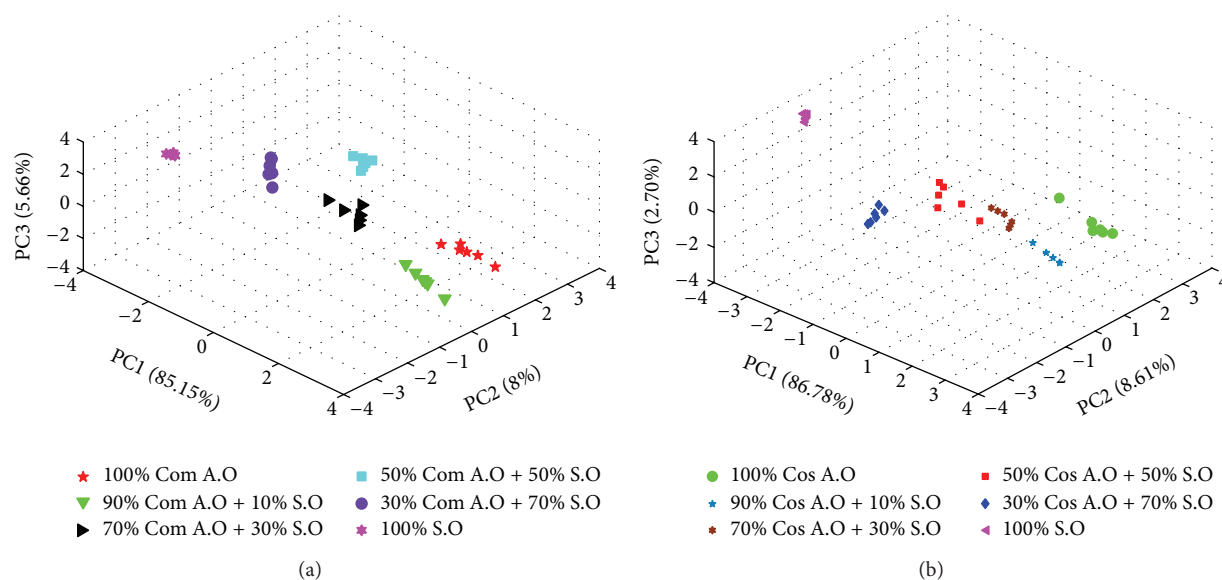 4
2
0
−2
−4
PC3 (5.66%)
−4
−2
0
2
4
PC1 (85.15%)
−4
−3
−2
−1
0
1
2
3
4
PC2 (8%)
100% Com A.O
90% Com A.O + 10% S.O
70% Com A.O + 30% S.O
50% Com A.O + 50% S.O
30% Com A.O + 70% S.O
100% S.O
(a)
4
2
0
−2
−4
PC3 (2.70%)
−4
−3
−2
−1
0
1
2
3
4
PC1 (86.78%)
−4
−3
−2
−1
0
1
2
3
4
PC2 (8.61%)
100% Cos A.O
90% Cos A.O + 10% S.O
70% Cos A.O + 30% S.O
50% Cos A.O + 50% S.O
30% Cos A.O + 70% S.O
100% S.O
(b)